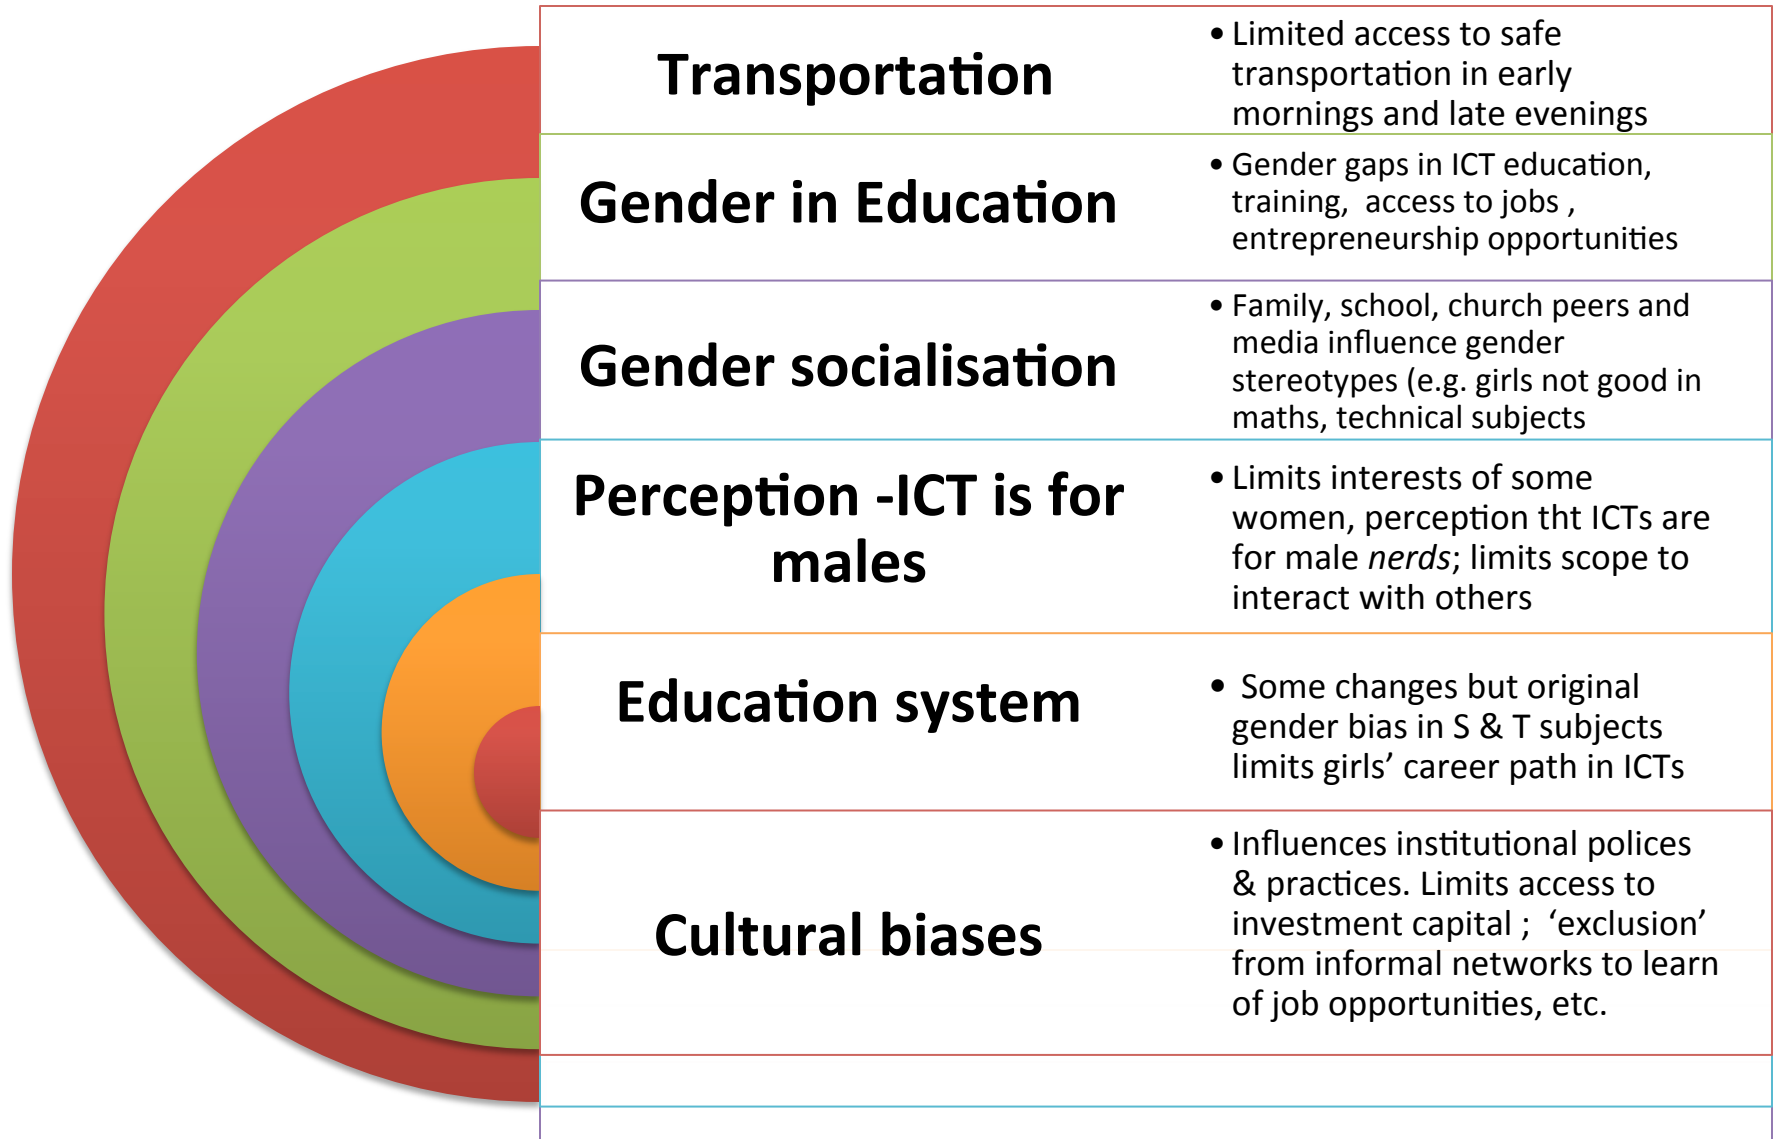 Transportation
• Limited access to safe
transportation in early
mornings and late evenings
Gender in Education
• Gender gaps in ICT education,
training, access to jobs ,
entrepreneurship opportunities
Gender socialisation
• Family, school, church peers and
media influence gender
stereotypes (e.g. girls not good in
maths, technical subjects
Perception -ICT is for
males
• Limits interests of some
women, perception tht ICTs are
for male nerds; limits scope to
interact with others
Education system
• Some changes but original
gender bias in S & T subjects
limits girls’ career path in ICTs
Cultural biases
• Influences institutional polices
& practices. Limits access to
investment capital ; ‘exclusion’
from informal networks to learn
of job opportunities, etc.